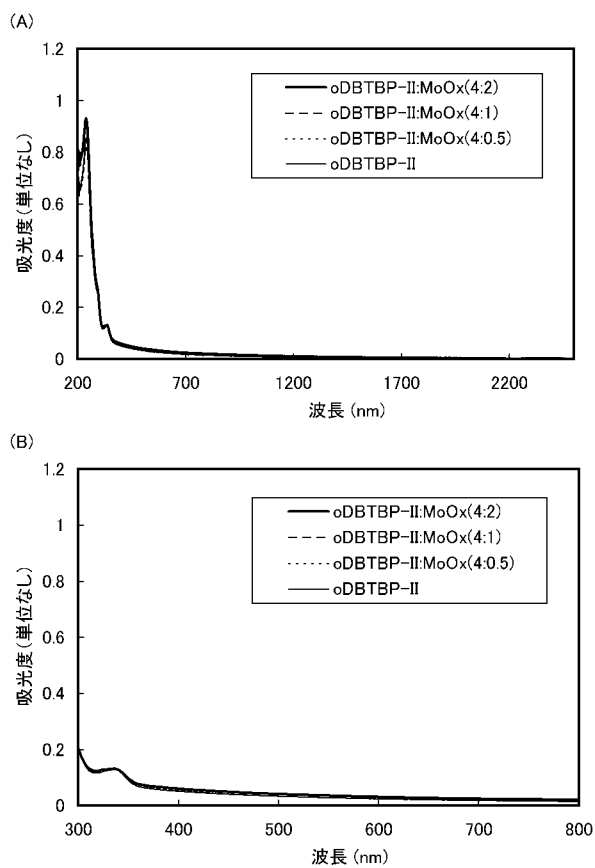 (A)
1.2
1
0.8
0.6
0.4
0.2
0
吸光度(単位なし)
oDBTBP-II:MoOx(4:2)
oDBTBP-II:MoOx(4:1)
oDBTBP-II:MoOx(4:0.5)
oDBTBP-II
200 700 1200 1700 2200
波長 (nm)
(B)
1.2
1
0.8
0.6
0.4
0.2
0
吸光度(単位なし)
oDBTBP-II:MoOx(4:2)
oDBTBP-II:MoOx(4:1)
oDBTBP-II:MoOx(4:0.5)
oDBTBP-II
300 400 500 600 700 800
波長 (nm)